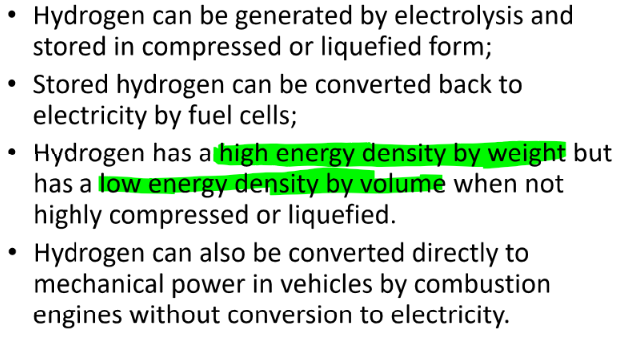 • Hydrogen can be generated by electrolysis and
stored in compressed or liquefied form;
• Stored hydrogen can be converted back to
electricity by fuel cells;
• Hydrogen has a high energy density by weight but
has a low energy density by volume when not
highly compressed or liquefied.
• Hydrogen can also be converted directly to
mechanical power in vehicles by combustion
engines without conversion to electricity.